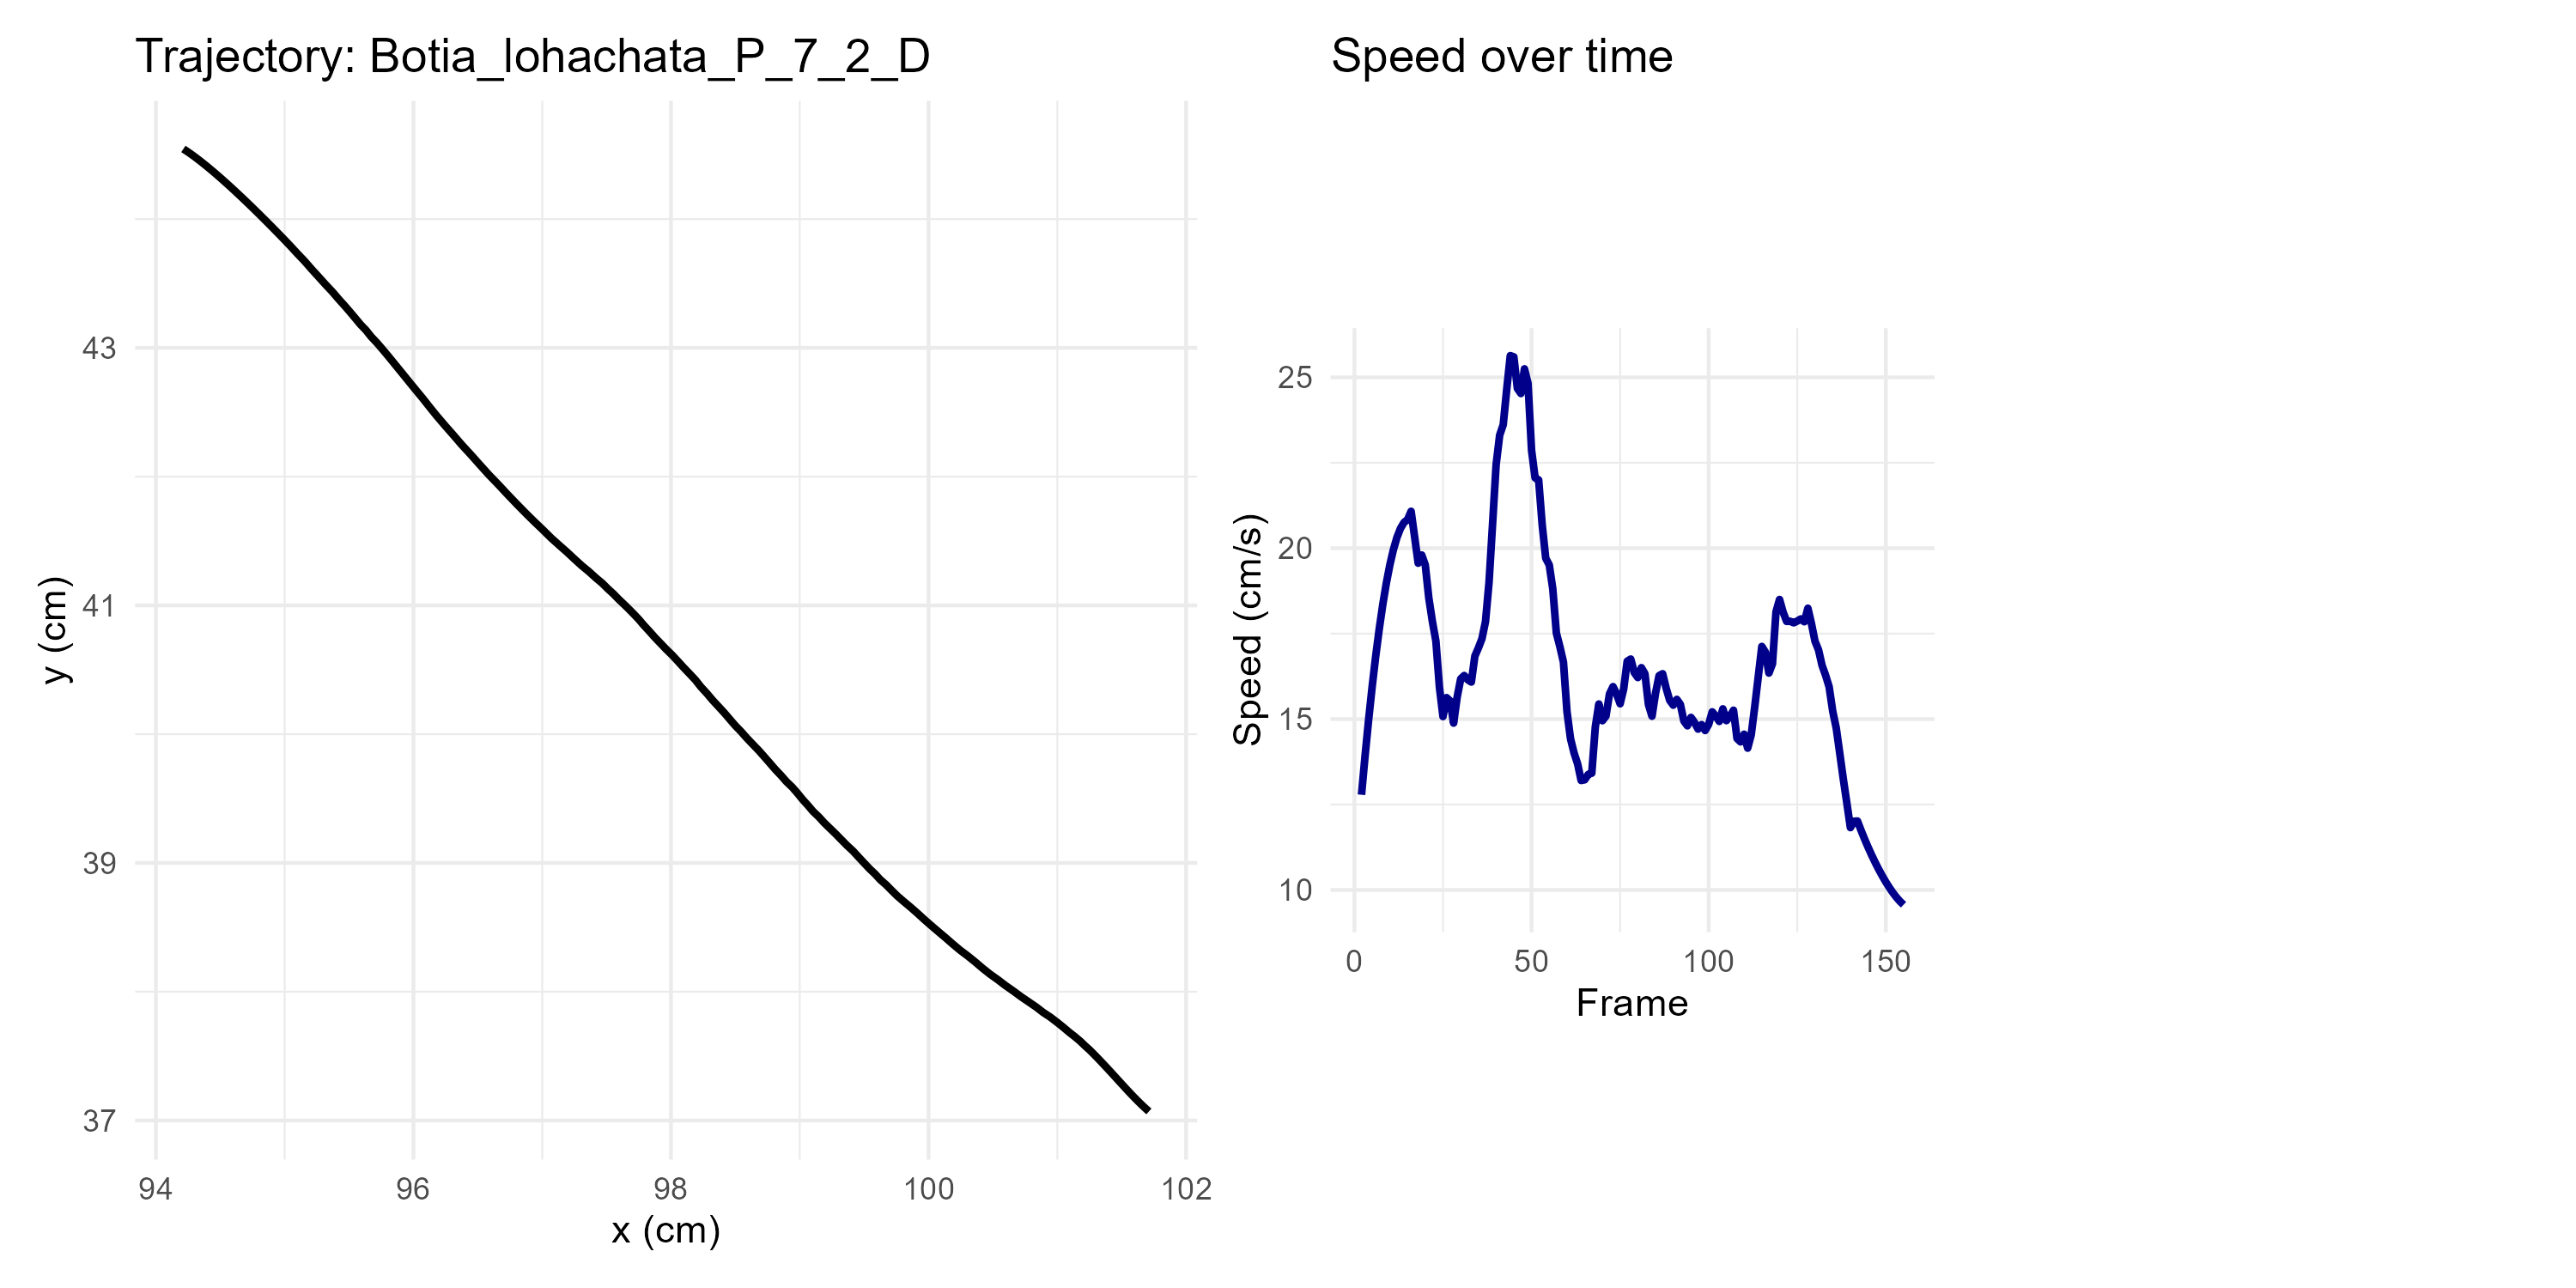 Trajectory: Botia_lohachata_P_7_2_D
43
41
39
37
y (cm)
94 96 98 100 102
x (cm)
Speed over time
25
20
15
10
Speed (cm/s)
0 50 100 150
Frame